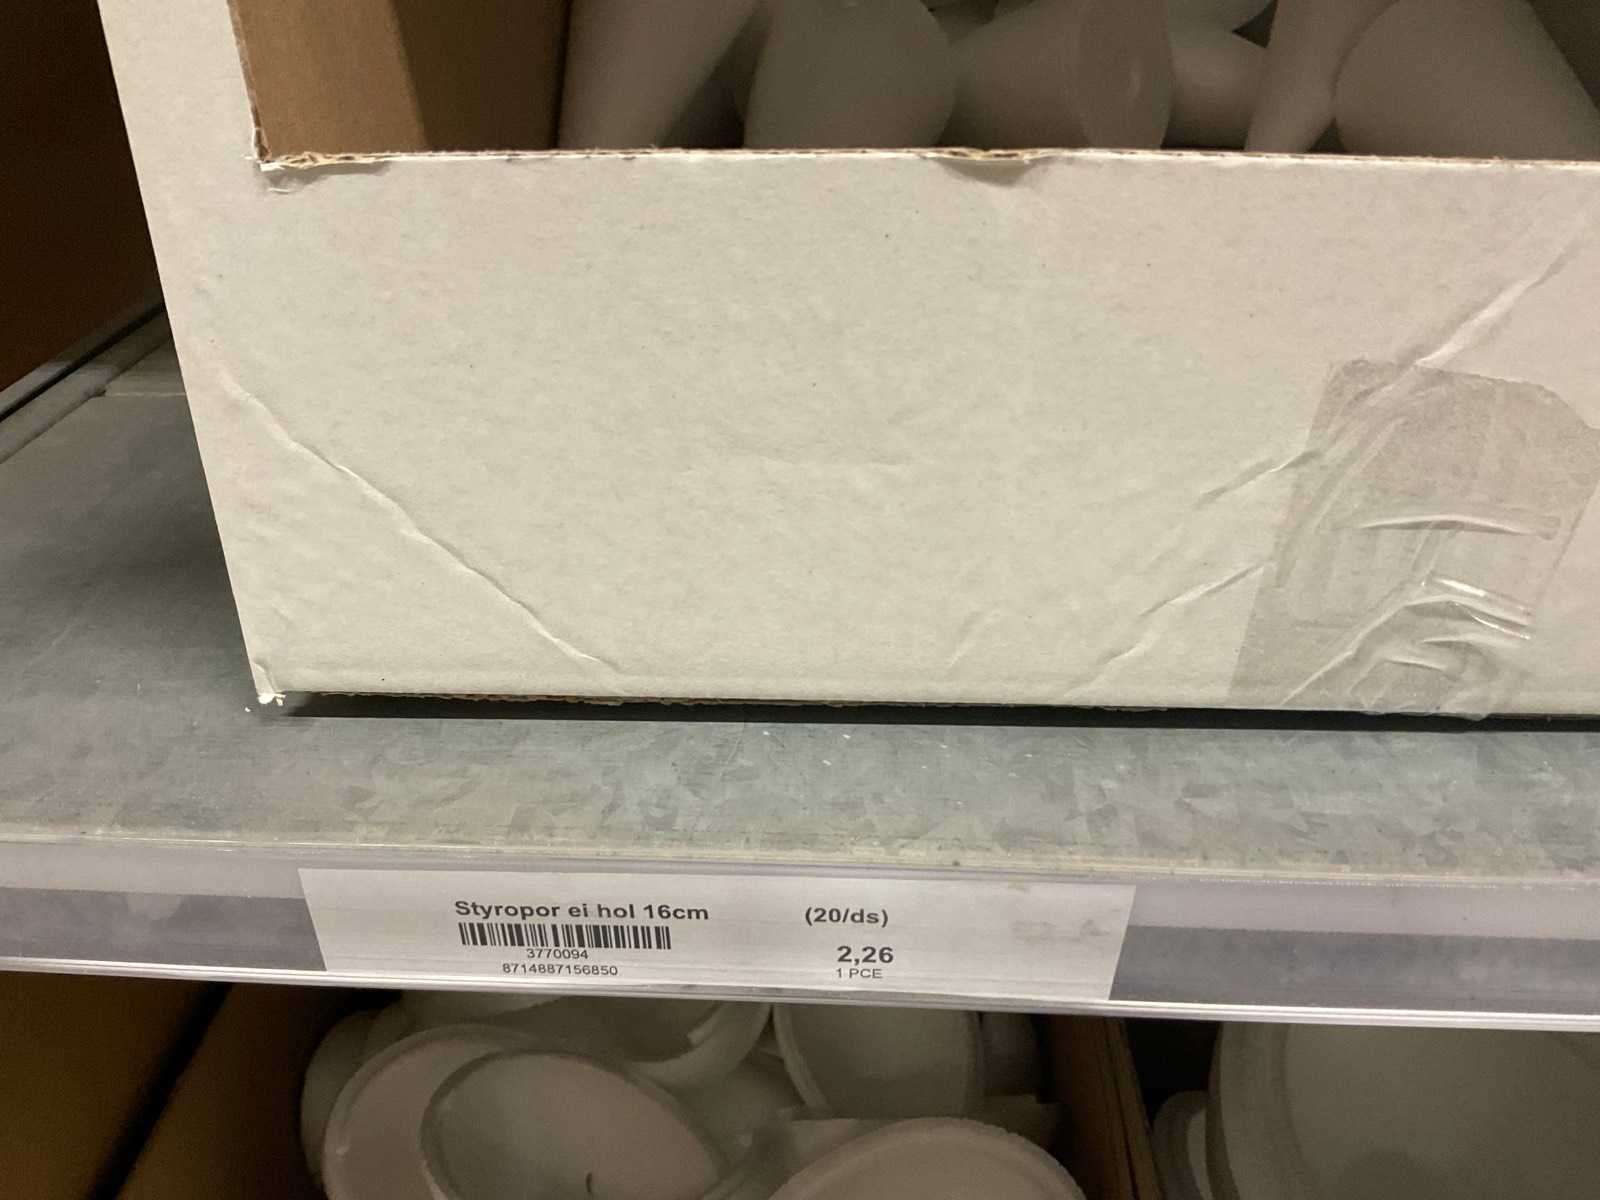 Styropor ei hol 16cm (20/ds)
3770094 2,26
8714887156850 1 PCE